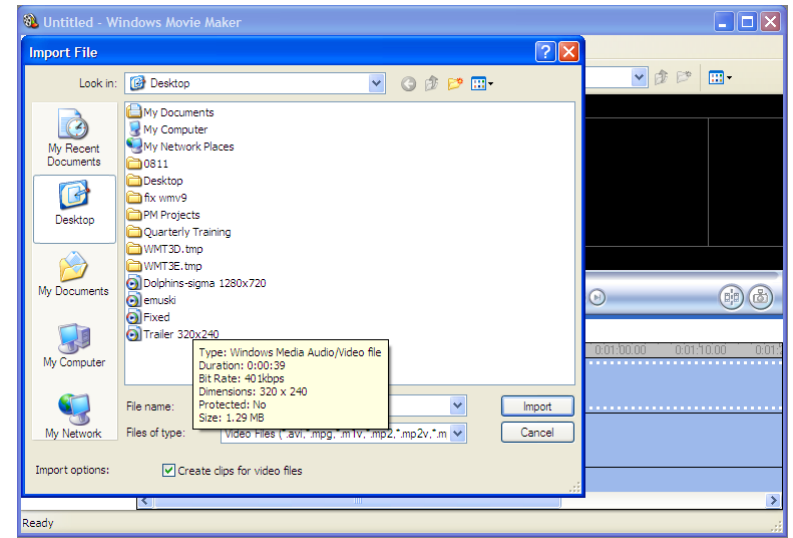 Untitled - Windows Movie Maker
Import File
Look in:
Desktop
My Recent
Documents
Desktop
My Documents
My Computer
My Network
My Documents
My Computer
My Network Places
0811
Desktop
fix wmv9
PM Projects
Quarterly Training
WMT3D.tmp
WMT3E.tmp
Dolphins-sigma 1280x720
emuski
Fixed
Trailer 320x240
Type: Windows Media Audio/Video file
Duration: 0:00:39
Bit Rate: 401kbps
Dimensions: 320 x 240
Protected: No
Size: 1.29 MB
File name:
Import
Files of type:
Video Files (*.avi,*.mpg,*.m1v,*.mp2,*.mp2v,*.m
Cancel
Import options:
Create clips for video files
0:01:00.00 0:01:10.00 0:01:
Ready